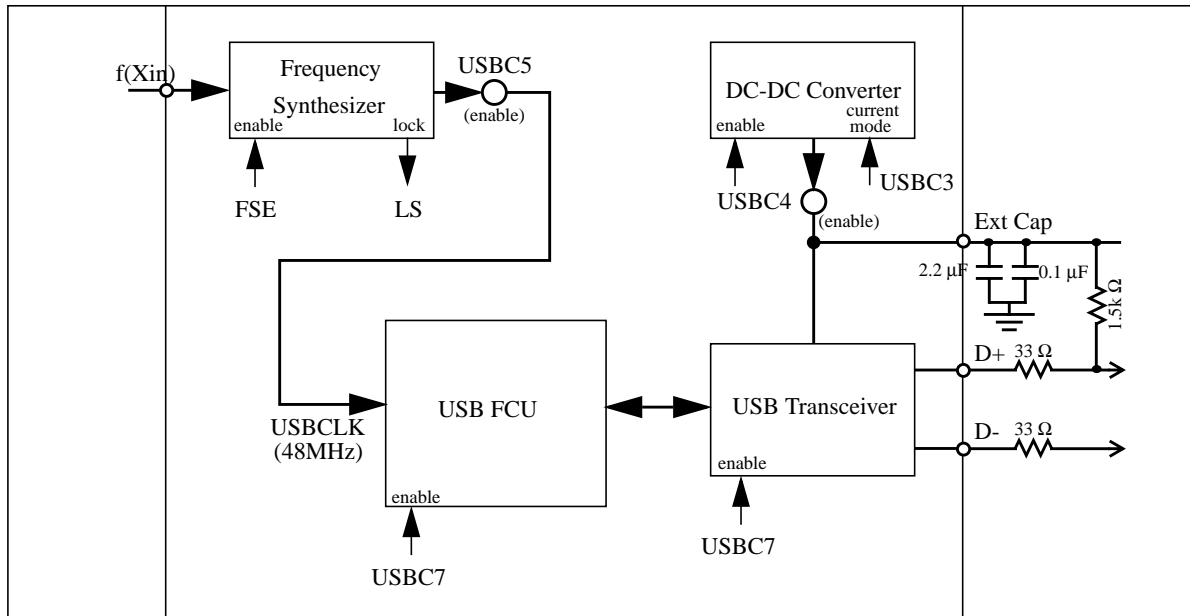 f(Xin)
Frequency
Synthesizer
enable
lock
FSE
LS
USBC5
(enable)
DC-DC Converter
enable
current
mode
USBC4
USBC3
(enable)
Ext Cap
2.2 μF
0.1 μF
1.5k Ω
D+
33 Ω
D-
33 Ω
USBCLK
(48MHz)
USB FCU
enable
USBC7
USB Transceiver
enable
USBC7